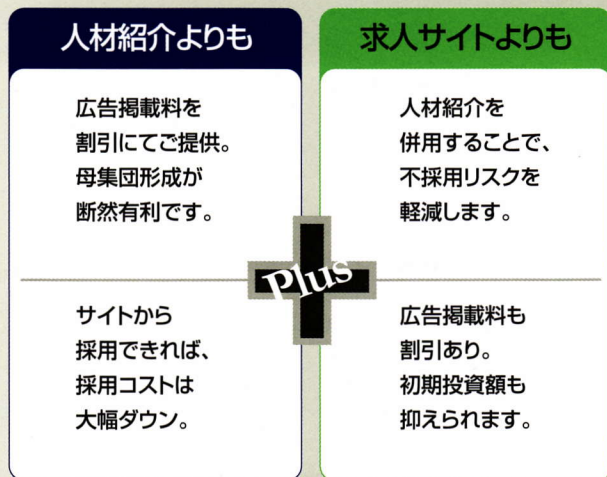 人材紹介よりも
広告掲載料を
割引にてご提供。
母集団形成が
断然有利です。
サイトから
採用できれば、
採用コストは
大幅ダウン。
求人サイトよりも
人材紹介を
併用することで、
不採用リスクを
軽減します。
広告掲載料も
割引あり。
初期投資額も
抑えられます。
Plus